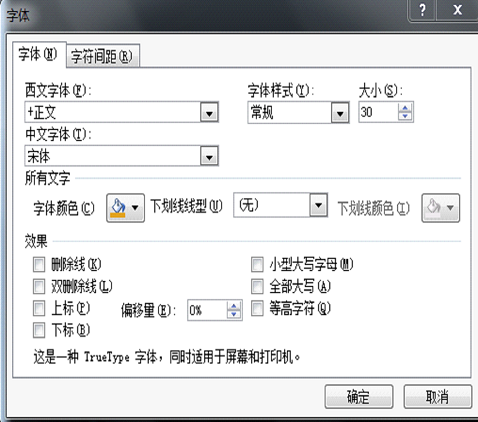 字体
字体(N) 字符间距(R)
西文字体(F): 字体样式(Y): 大小(S):
+正文 常规 30
中文字体(T):
宋体
所有文字
字体颜色(C) 下划线线型(U) (无) 下划线颜色(I)
效果
删除线(K) 小型大写字母(M)
双删除线(L) 全部大写(A)
上标(P) 偏移量(E): 0% 等高字符(Q)
下标(B)
这是一种 TrueType 字体,同时适用于屏幕和打印机。
确定 取消